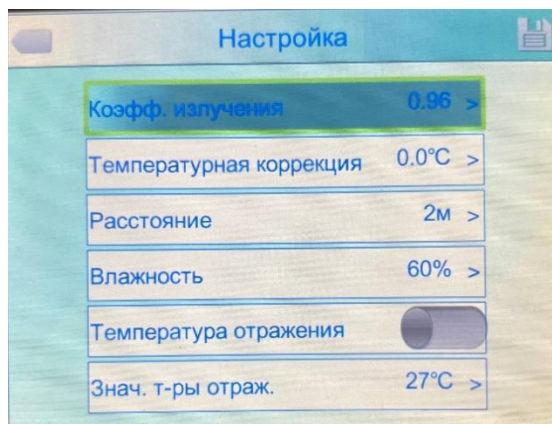 Настройка
Коэфф. излучения 0.96 >
Температурная коррекция 0.0°C >
Расстояние 2м >
Влажность 60% >
Температура отражения
Знач. т-ры отраж. 27°C >